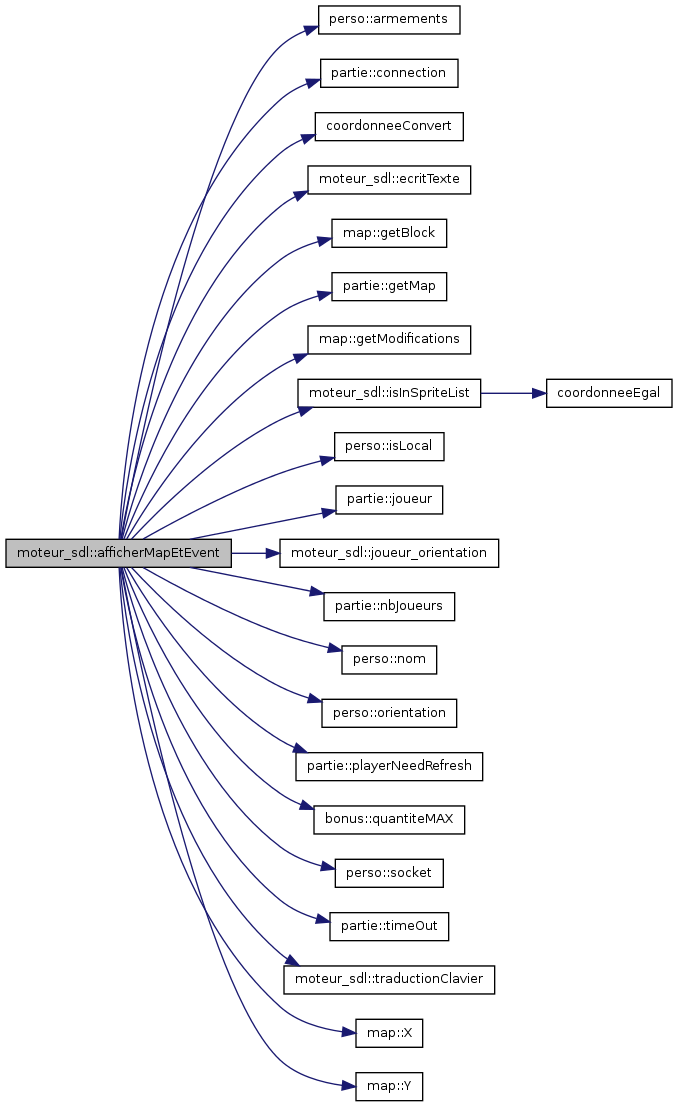 perso::armements
partie::connection
coordonneeConvert
moteur_sdl::ecritTexte
map::getBlock
partie::getMap
map::getModifications
moteur_sdl::isInSpriteList
coordonneeEgal
perso::isLocal
partie::joueur
moteur_sdl::afficherMapEtEvent
moteur_sdl::joueur_orientation
partie::nbJoueurs
perso::nom
perso::orientation
partie::playerNeedRefresh
bonus::quantiteMAX
perso::socket
partie::timeOut
moteur_sdl::traductionClavier
map::X
map::Y